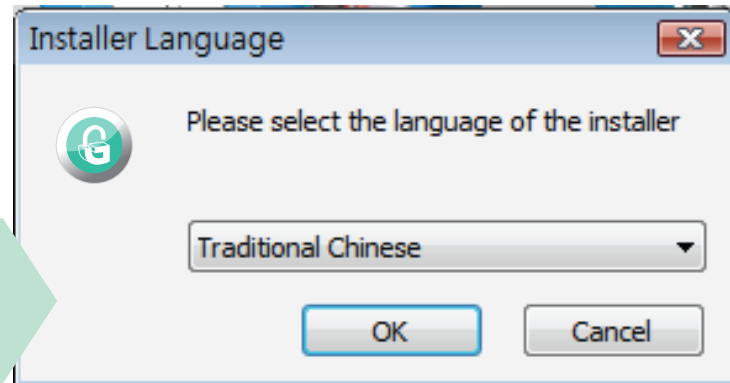 Installer Language
Please select the language of the installer
Traditional Chinese
OK
Cancel